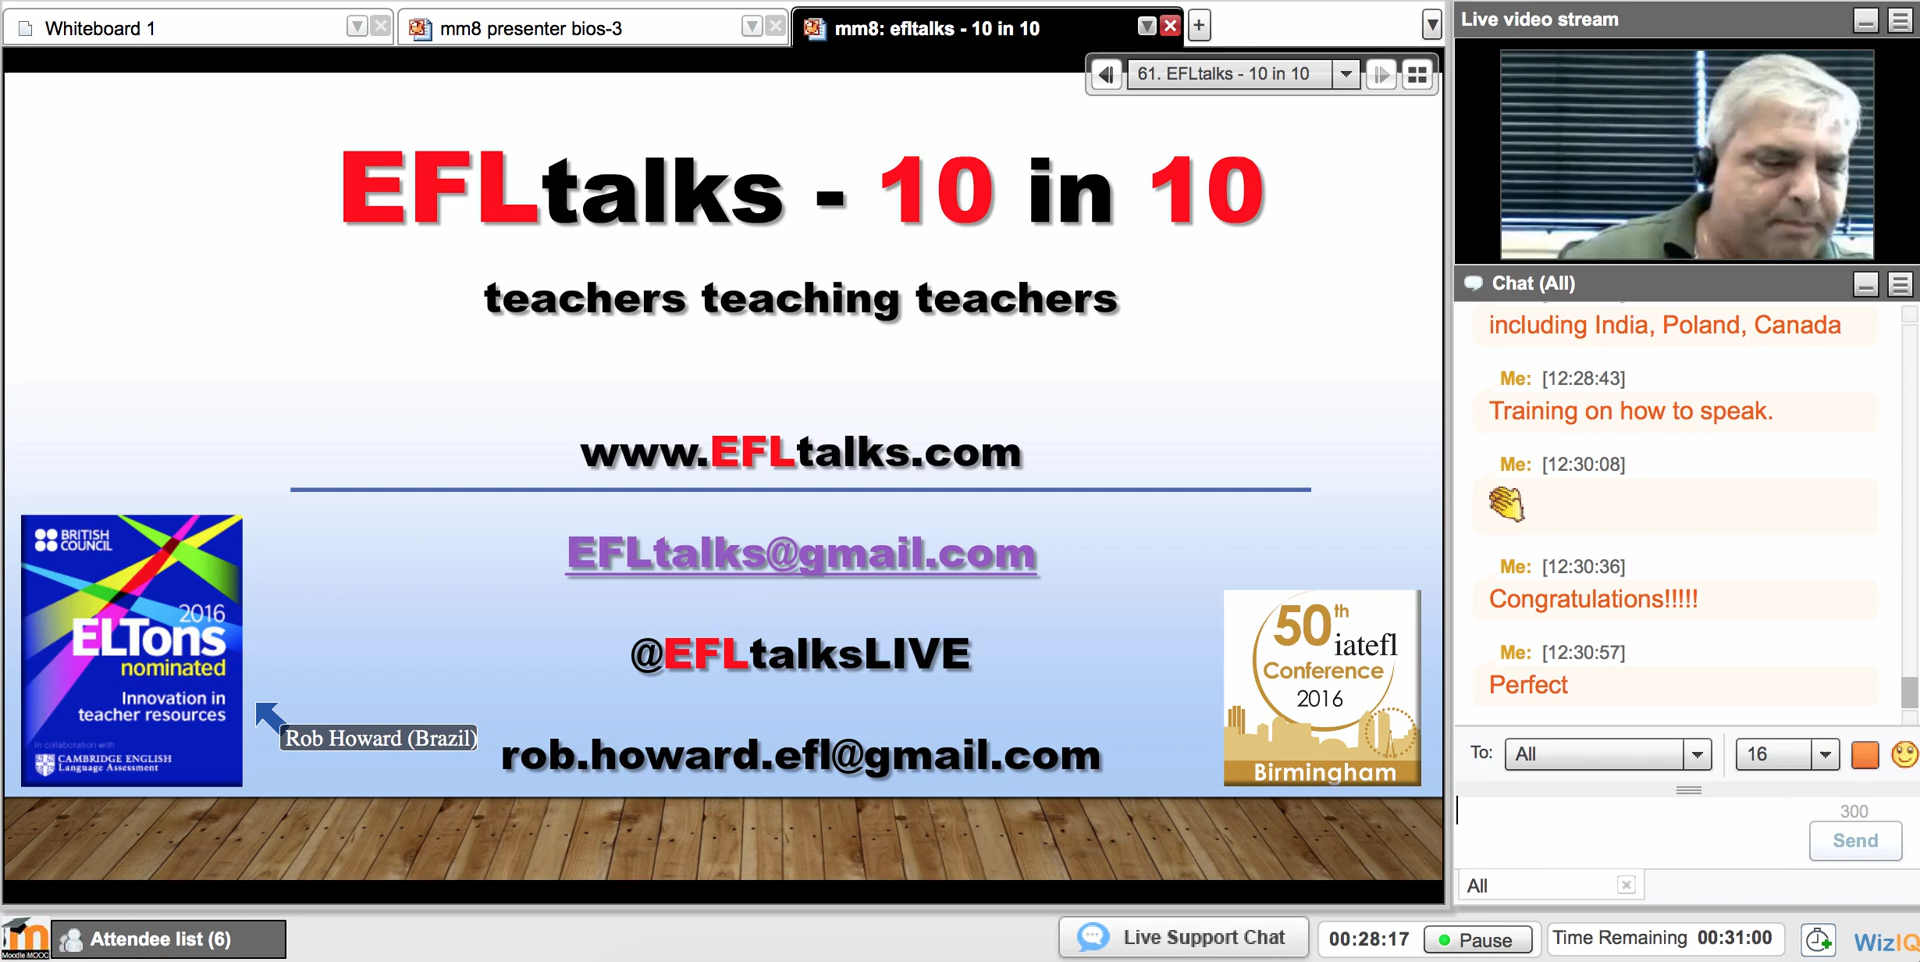 Whiteboard 1
mm8 presenter bios-3
mm8: efltalks - 10 in 10
61. EFLtalks - 10 in 10
EFLtalks - 10 in 10
teachers teaching teachers
www.EFLtalks.com
EFLtalks@gmail.com
@EFLtalksLIVE
rob.howard.efl@gmail.com
BRITISH
COUNCIL
2016
ELTons
nominated
Innovation in
teacher resources
In collaboration with
CAMBRIDGE ENGLISH
Language Assessment
Rob Howard (Brazil)
50th
iatefl
Conference
2016
Birmingham
Live video stream
Chat (All)
including India, Poland, Canada
Me: [12:28:43]
Training on how to speak.
Me: [12:30:08]
Me: [12:30:36]
Congratulations!!!!!
Me: [12:30:57]
Perfect
To: All 16
300
Send
All
m
Moodle MOOC
Attendee list (6)
Live Support Chat
00:28:17
Pause
Time Remaining 00:31:00
WizIQ